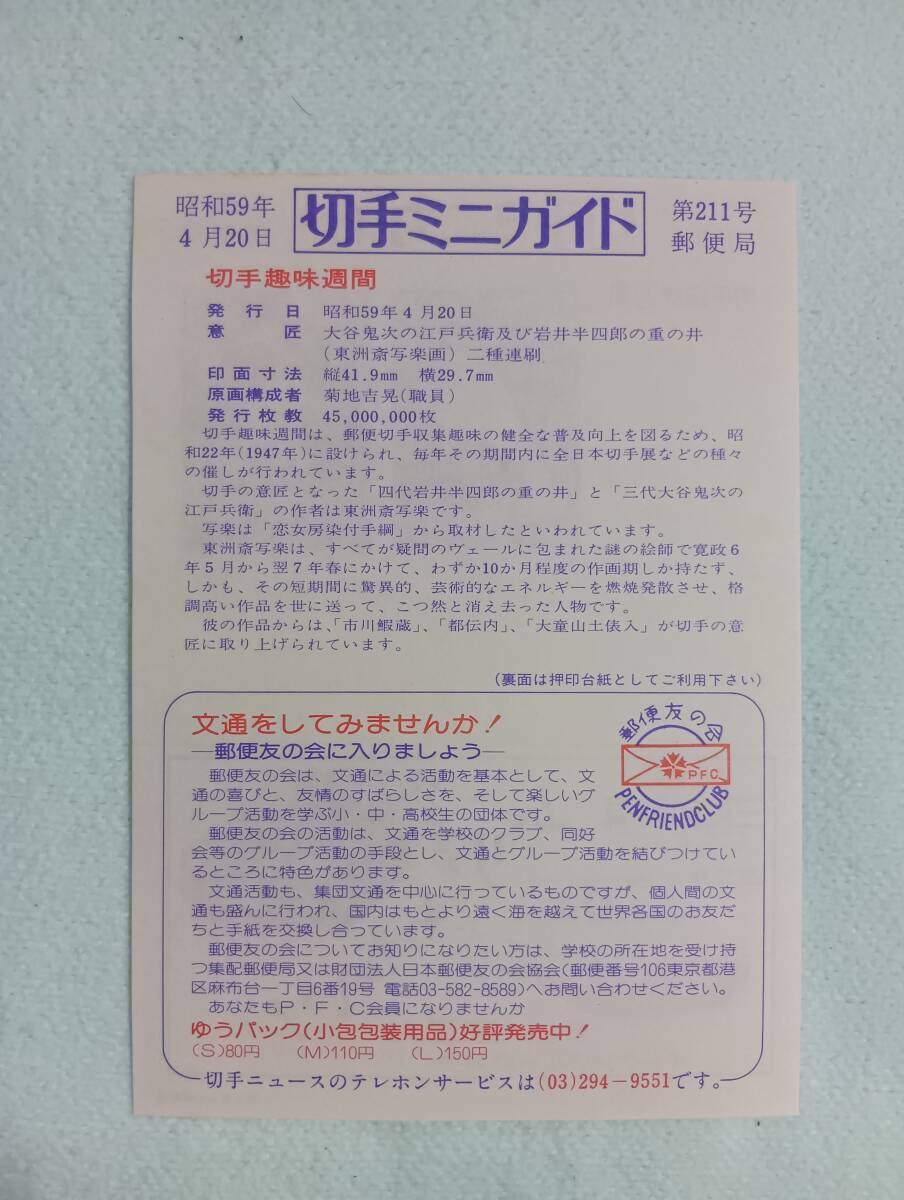 昭和59年
4月20日
切手ミニガイド
第211号
郵便局
切手趣味週間
発行日 昭和59年4月20日
意匠 大谷鬼次の江戸兵衛及び岩井半四郎の重の井
(東洲斎写楽画) 二種連刷
印面寸法 縦41.9mm 横29.7mm
原画構成者 菊地吉晃(職員)
発行枚数 45,000,000枚
切手趣味週間は、郵便切手収集趣味の健全な普及向上を図るため、昭
和22年(1947年)に設けられ、毎年その期間内に全日本切手展などの種々
の催しが行われています。
切手の意匠となった「四代岩井半四郎の重の井」と「三代大谷鬼次の
江戸兵衛」の作者は東洲斎写楽です。
写楽は「恋女房染付手綱」から取材したといわれています。
東洲斎写楽は、すべてが疑問のヴェールに包まれた謎の絵師で寛政6
年5月から翌7年春にかけて、わずか10か月程度の作画期しか持たず、
しかも、その短期間に驚異的、芸術的なエネルギーを燃焼発散させ、格
調高い作品を世に送って、こつ然と消え去った人物です。
彼の作品からは、「市川鰕蔵」、「都伝内」、「大童山土俵入」が切手の意
匠に取り上げられています。
(裏面は押印台紙としてご利用下さい)
文通をしてみませんか!
—郵便友の会に入りましょう—
郵便友の会
PFC
PENFRIENDCLUB
郵便友の会は、文通による活動を基本として、文
通の喜びと、友情のすばらしさを、そして楽しいグ
ループ活動を学ぶ小・中・高校生の団体です。
郵便友の会の活動は、文通を学校のクラブ、同好
会等のグループ活動の手段とし、文通とグループ活動を結びつけてい
るところに特色があります。
文通活動も、集団文通を中心に行っているものですが、個人間の文
通も盛んに行われ、国内はもとより遠く海を越えて世界各国のお友だ
ちと手紙を交換し合っています。
郵便友の会についてお知りになりたい方は、学校の所在地を受け持
つ集配郵便局又は財団法人日本郵便友の会協会(郵便番号106東京都港
区麻布台一丁目6番19号 電話03-582-8589)へお問い合わせください。
あなたもP・F・C会員になりませんか
ゆうパック(小包包装用品)好評発売中!
(S)80円 (M)110円 (L)150円
切手ニュースのテレホンサービスは(03)294-9551です。